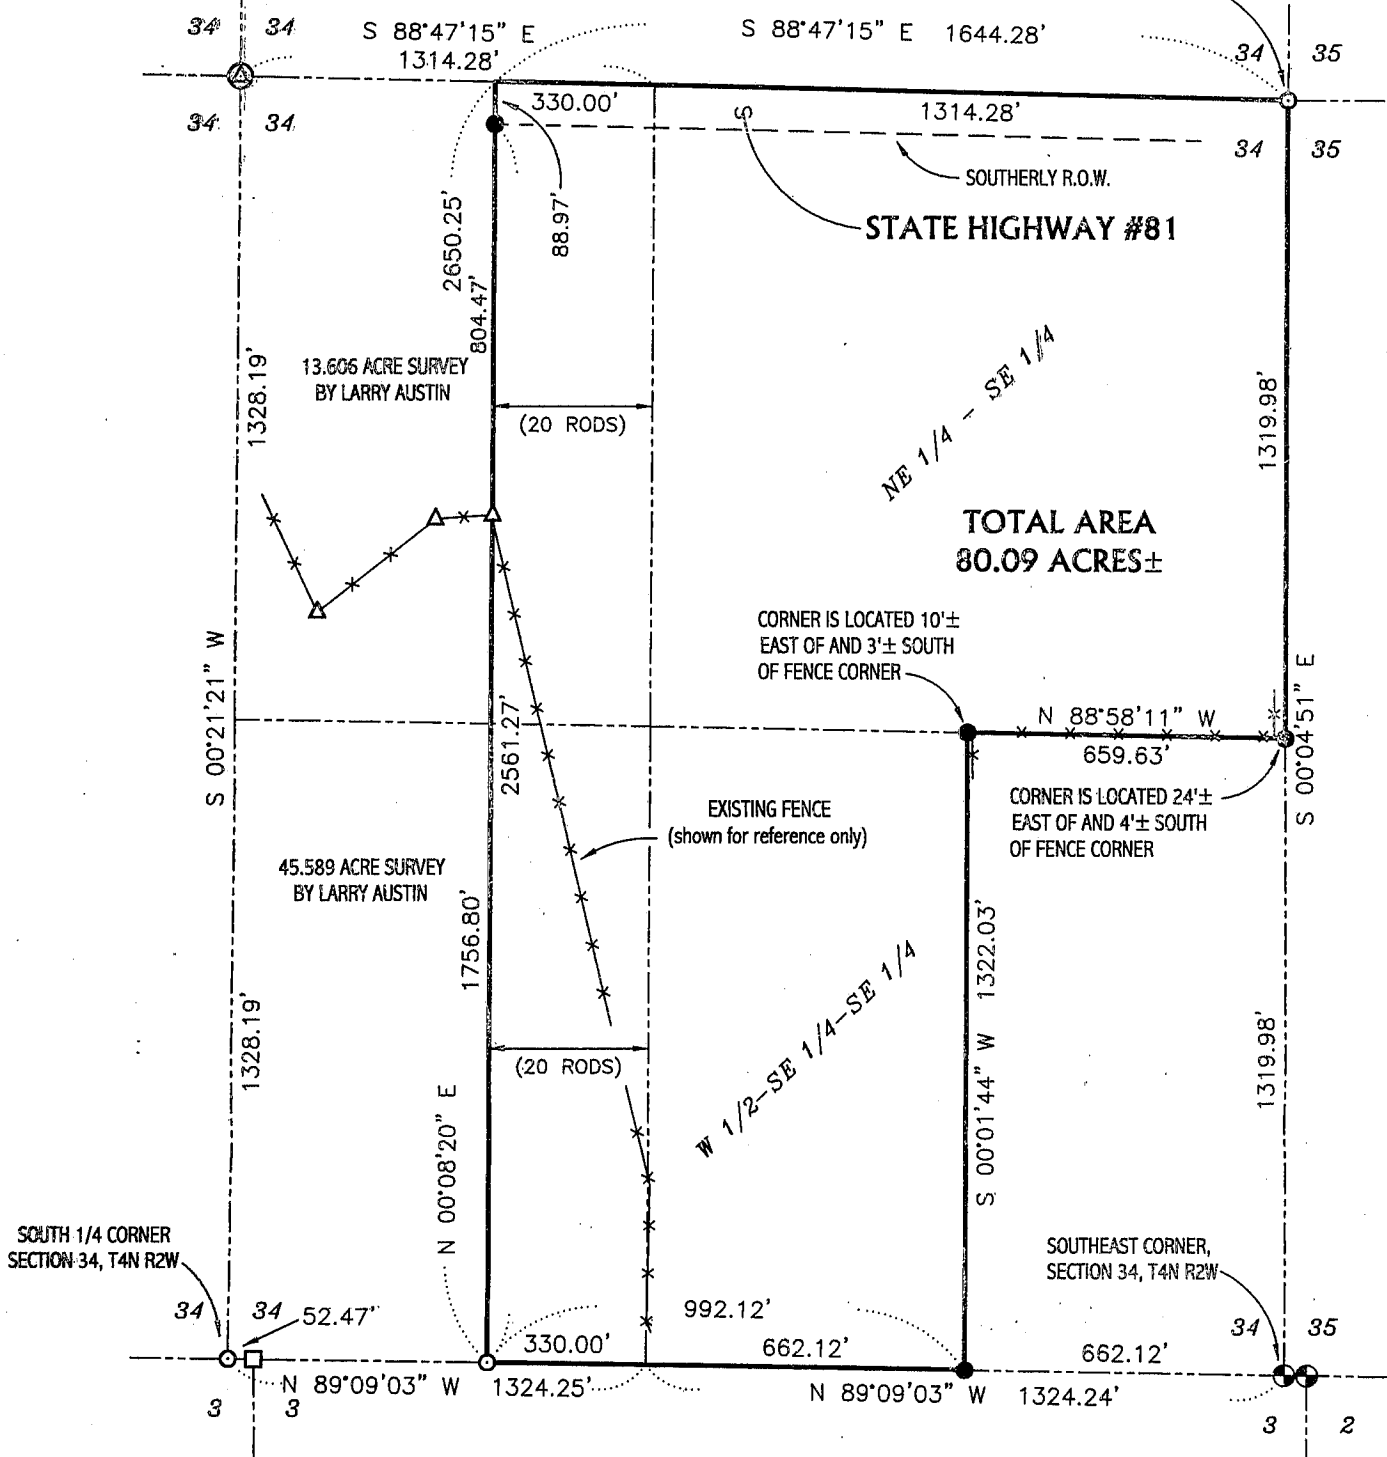 34 34
S 88°47'15" E
1314.28'
S 88°47'15" E 1644.28'
34 35
330.00'
1314.28'
34 34
34 35
S
SOUTHERLY R.O.W.
STATE HIGHWAY #81
88.97'
2650.25'
804.47'
13.606 ACRE SURVEY
BY LARRY AUSTIN
1328.19'
(20 RODS)
NE 1/4 - SE 1/4
1319.98'
TOTAL AREA
80.09 ACRES±
CORNER IS LOCATED 10'±
EAST OF AND 3'± SOUTH
OF FENCE CORNER
S 00°21'21" W
S 00°04'51" E
N 88°58'11" W
659.63'
2561.27'
CORNER IS LOCATED 24'±
EAST OF AND 4'± SOUTH
OF FENCE CORNER
EXISTING FENCE
(shown for reference only)
45.589 ACRE SURVEY
BY LARRY AUSTIN
1756.80'
S 00°01'44" W 1322.03'
W 1/2-SE 1/4-SE 1/4
1328.19'
1319.98'
(20 RODS)
N 00°08'20" E
SOUTH 1/4 CORNER
SECTION 34, T4N R2W
SOUTHEAST CORNER,
SECTION 34, T4N R2W
34 34
52.47'
992.12'
330.00'
662.12'
662.12'
34 35
N 89°09'03" W 1324.25'
N 89°09'03" W 1324.24'
3 3
3 2